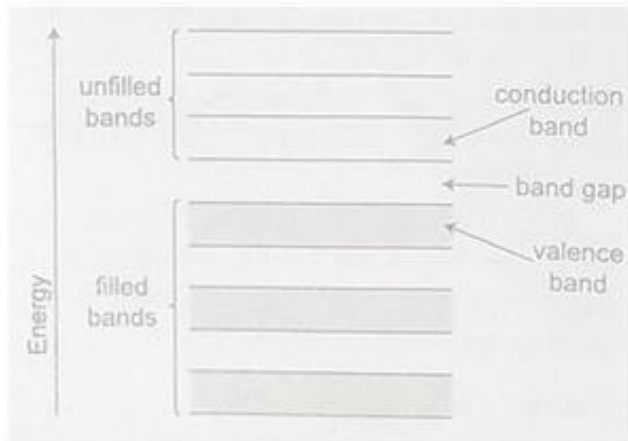 unfilled
bands
conduction
band
band gap
valence
band
filled
bands
Energy